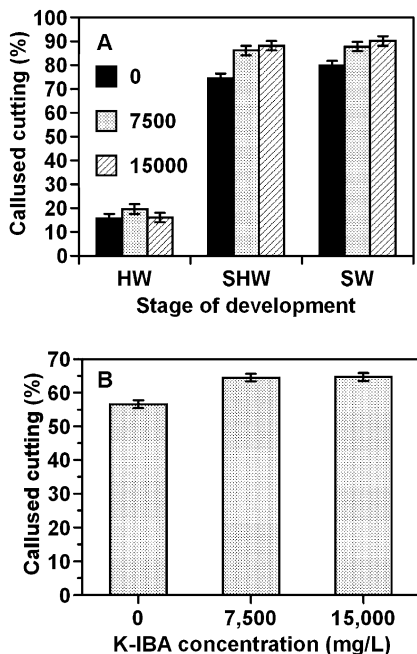 Callused cutting (%)
100
90
80
70
60
50
40
30
20
10
0
A
0
7500
15000
HW SHW SW
Stage of development
Callused cutting (%)
70
60
50
40
30
20
10
0
B
0 7,500 15,000
K-IBA concentration (mg/L)